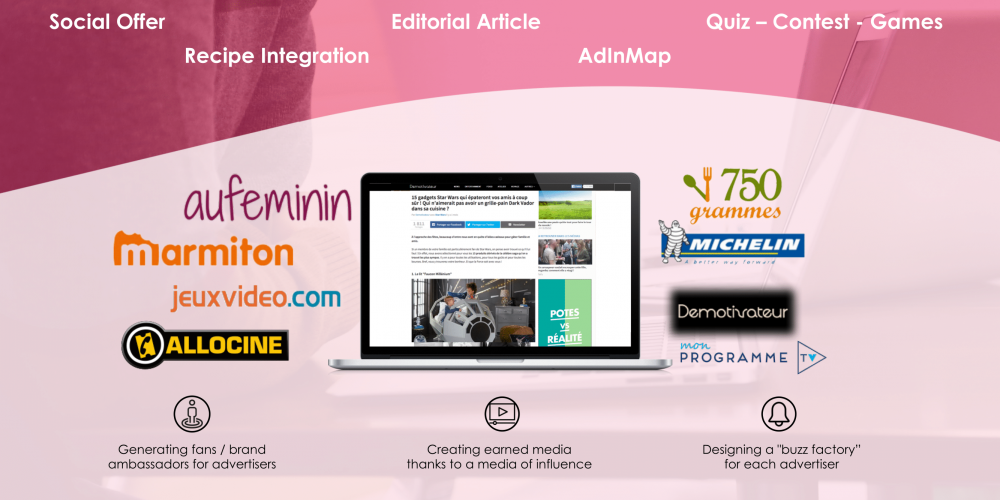 Social Offer
Editorial Article
Quiz – Contest - Games
Recipe Integration
AdInMap
aufeminin
marmiton
jeuxvideo.com
ALLOCINE
Demotivateur
15 gadgets Star Wars qui épateront vos amis à coup
sûr ! Qui n'aimerait pas avoir un grille-pain Dark Vador
dans sa cuisine ?
POTES
VS
RÉALITÉ
750
grammes
MICHELIN
A better way forward
Demotivateur
mon
PROGRAMME TV
Generating fans / brand
ambassadors for advertisers
Creating earned media
thanks to a media of influence
Designing a "buzz factory"
for each advertiser